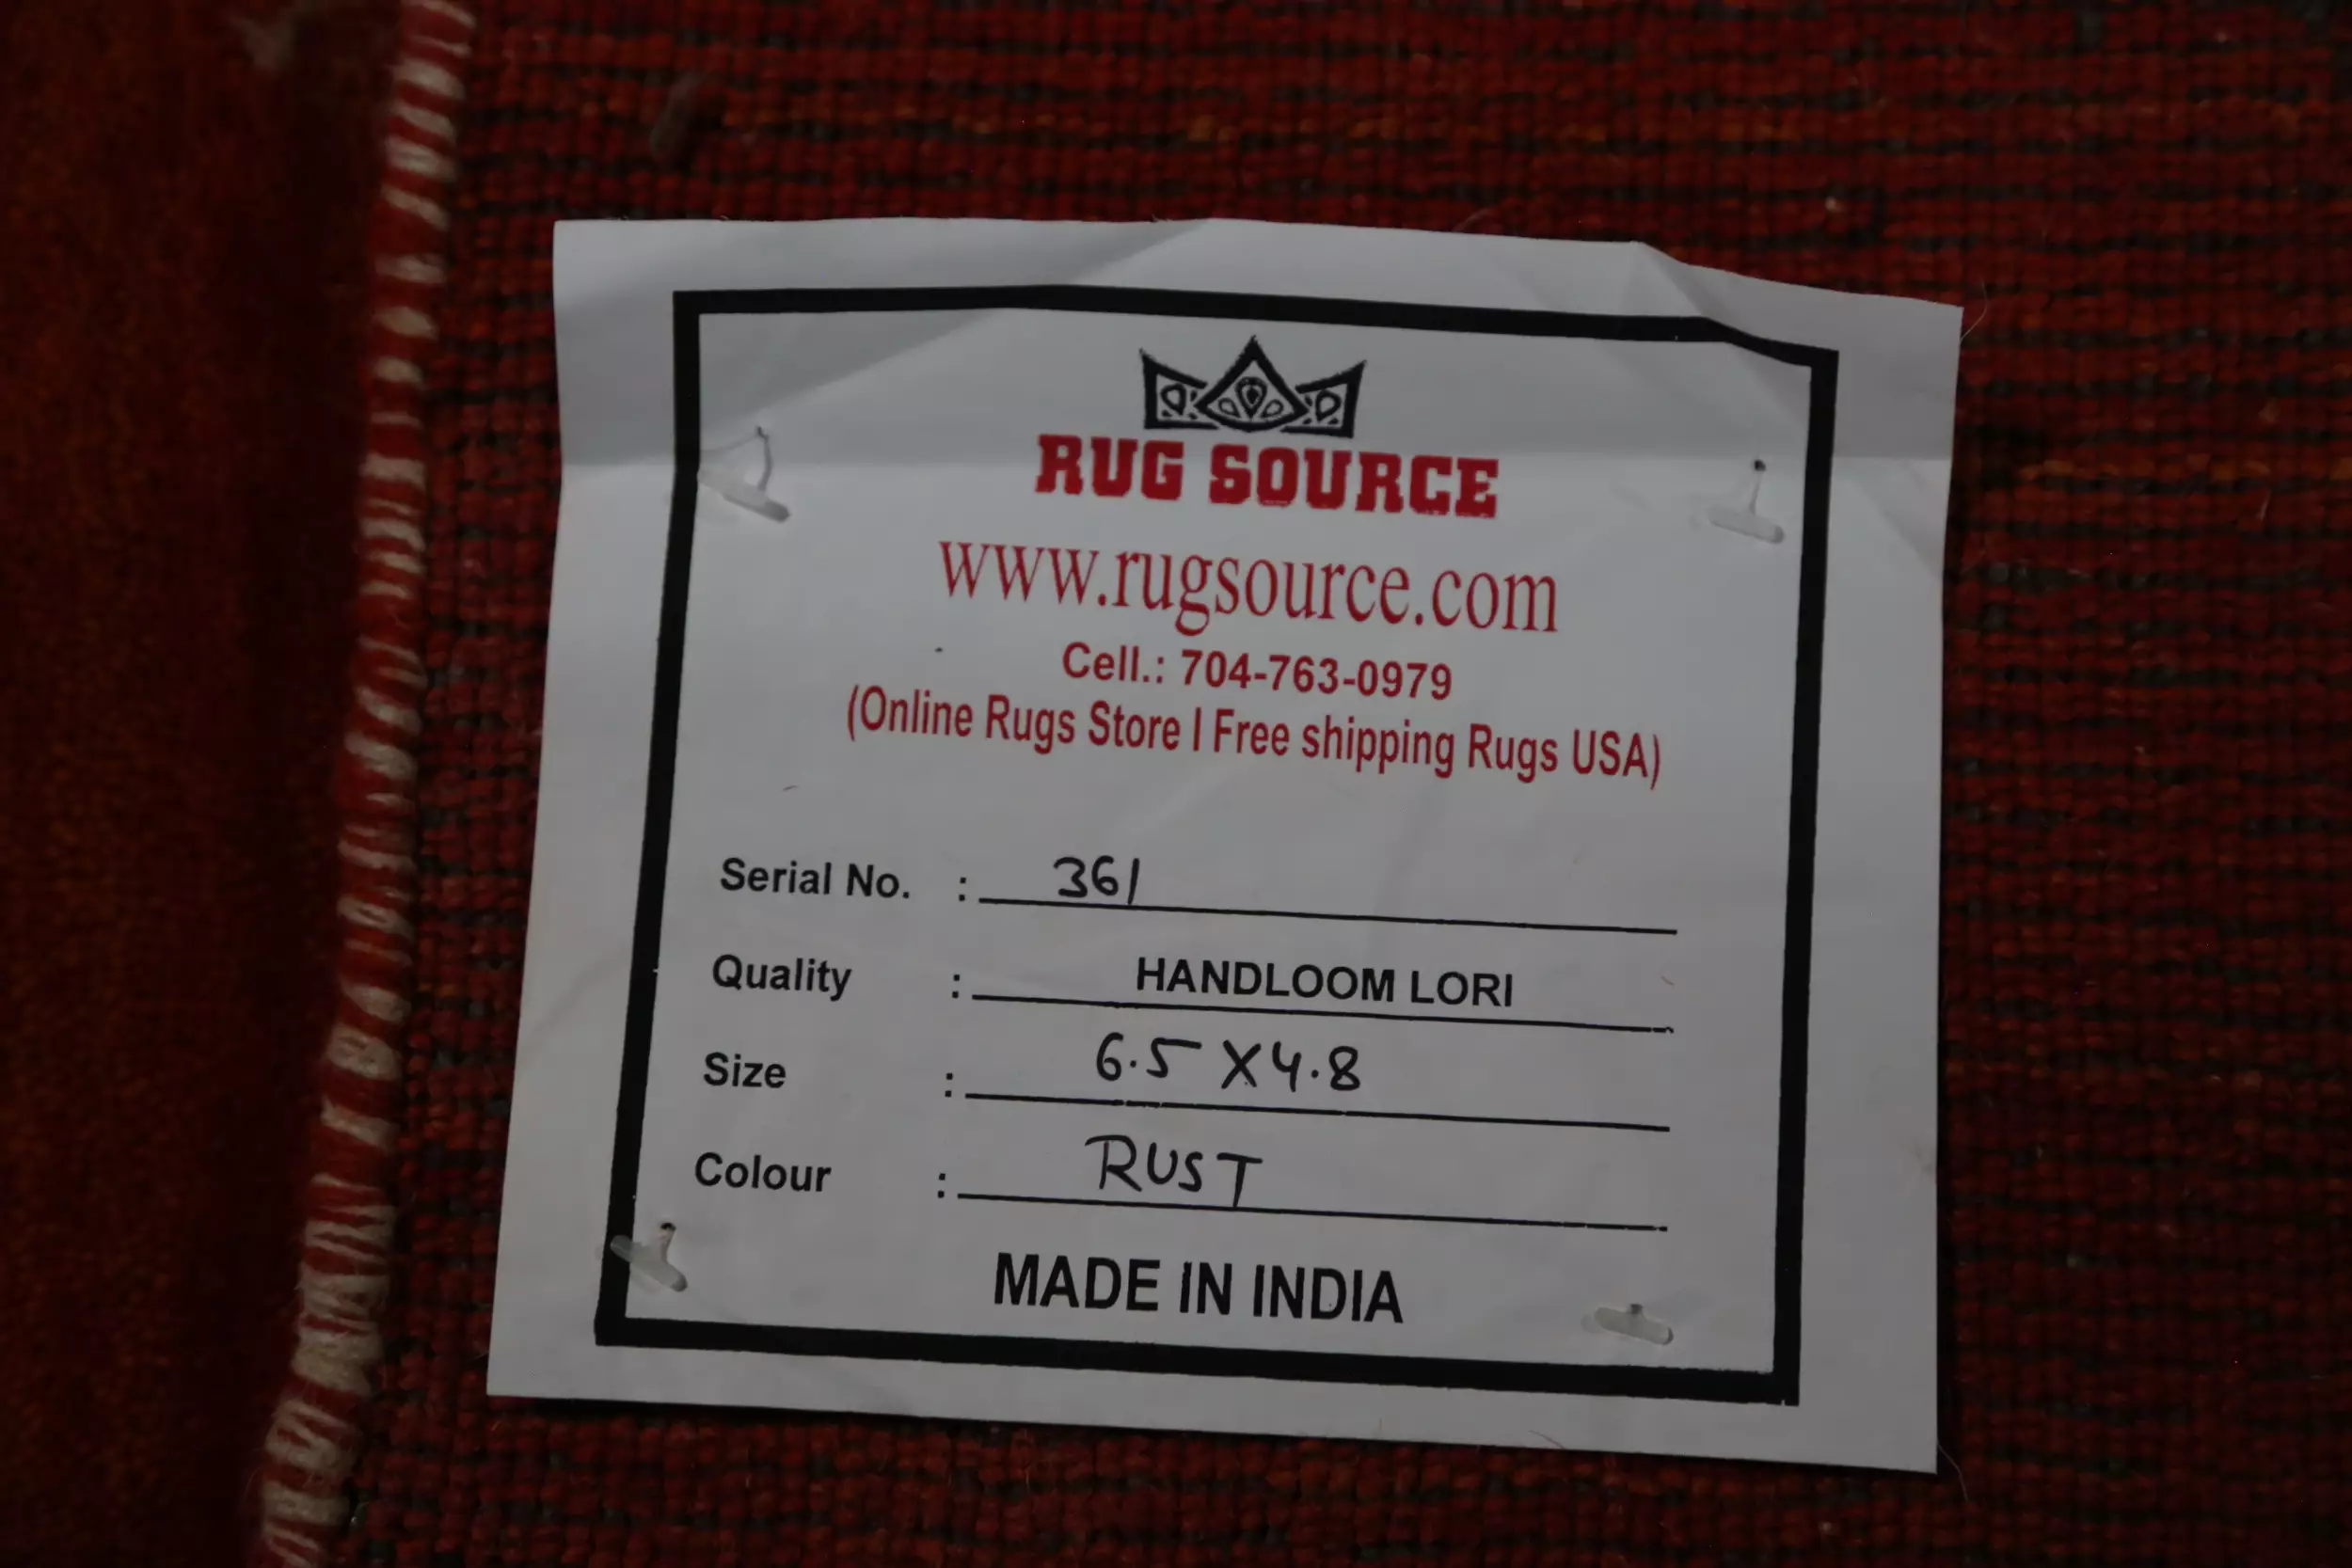 RUG SOURCE
www.rugsource.com
Cell.: 704-763-0979
(Online Rugs Store I Free shipping Rugs USA)
Serial No. : 361
Quality : HANDLOOM LORI
Size : 6.5 X 4.8
Colour : RUST
MADE IN INDIA